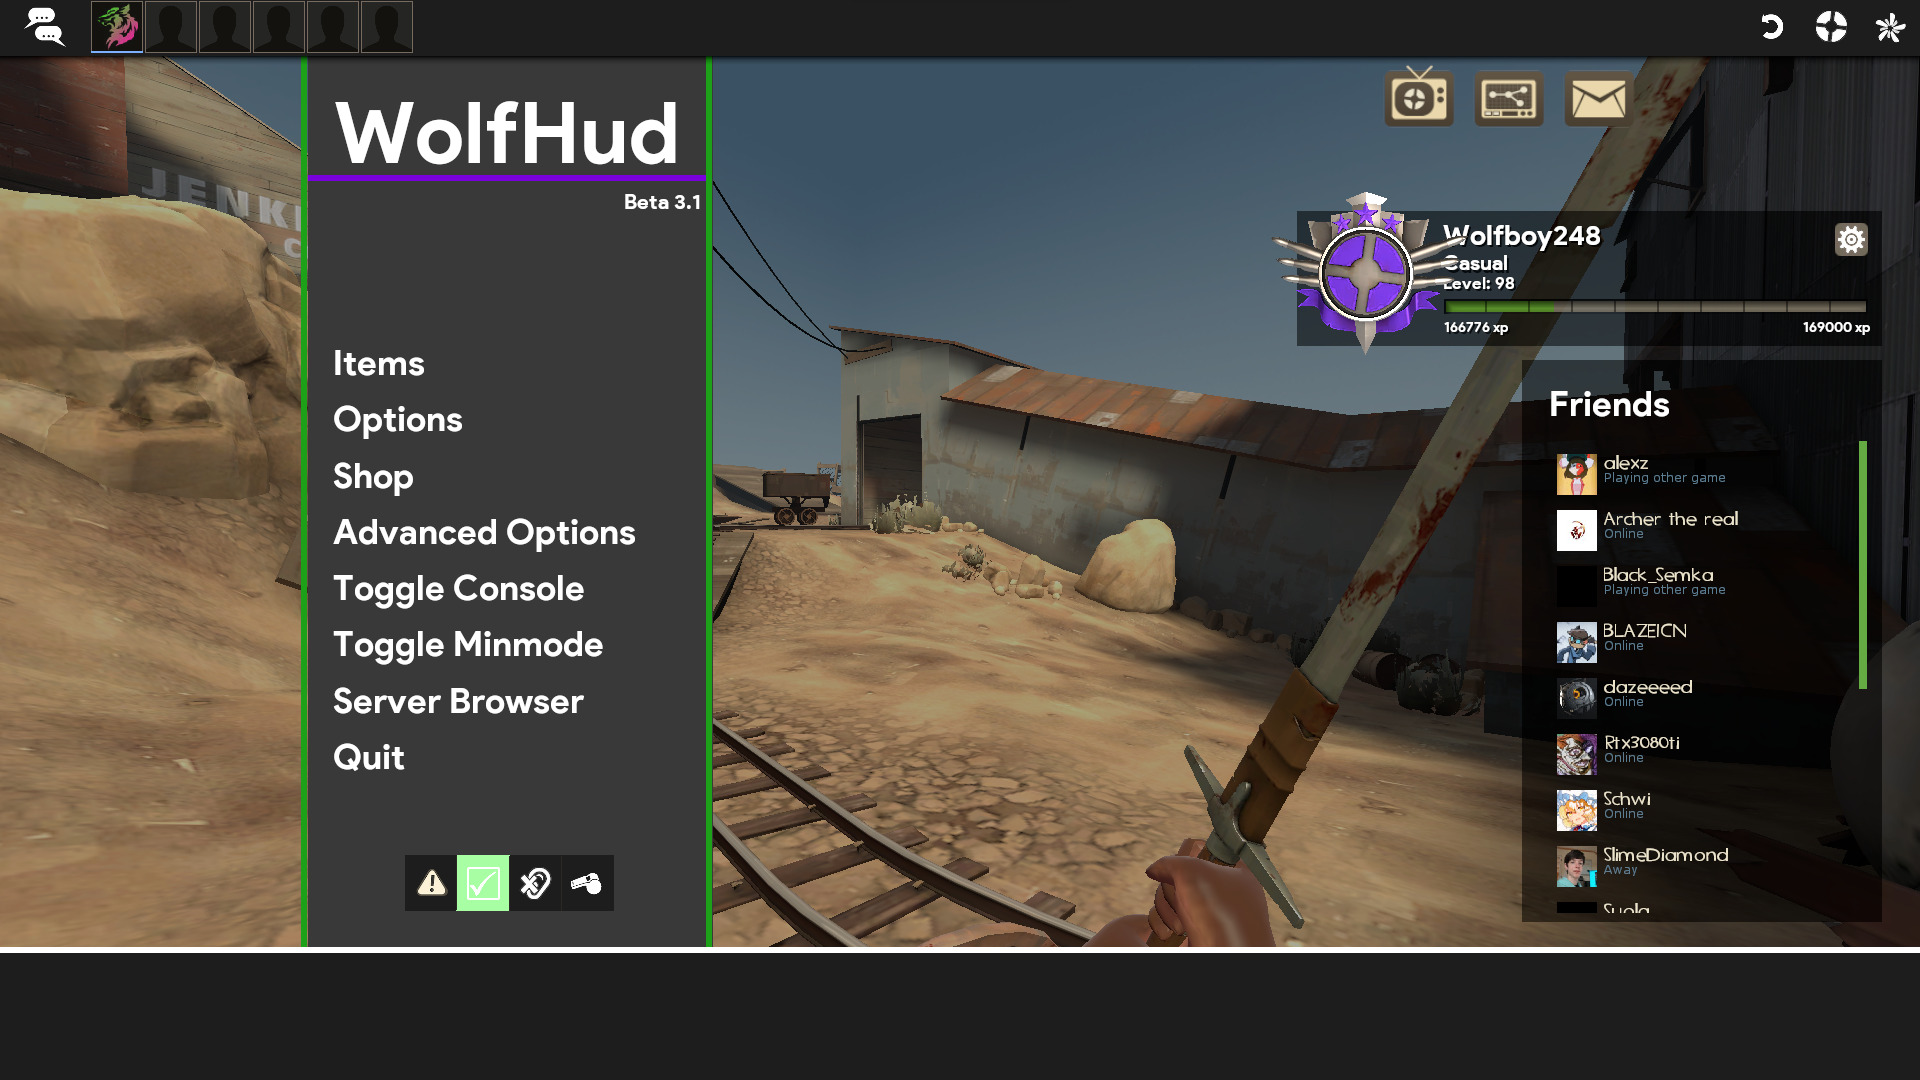 WolfHud
Beta 3.1
Items
Options
Shop
Advanced Options
Toggle Console
Toggle Minmode
Server Browser
Quit
Wolfboy248
Casual
Level: 98
166776 xp
169000 xp
Friends
alexz
Playing other game
Archer the real
Online
Black_Semka
Playing other game
BLAZEICN
Online
dazeeeed
Online
Rtx3080ti
Online
Schwi
Online
SlimeDiamond
Away